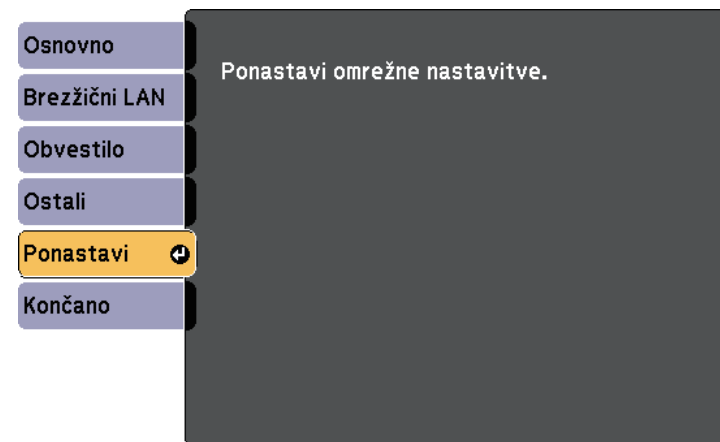 Osnovno
Brezžični LAN
Obvestilo
Ostali
Ponastavi
Končano
Ponastavi omrežne nastavitve.